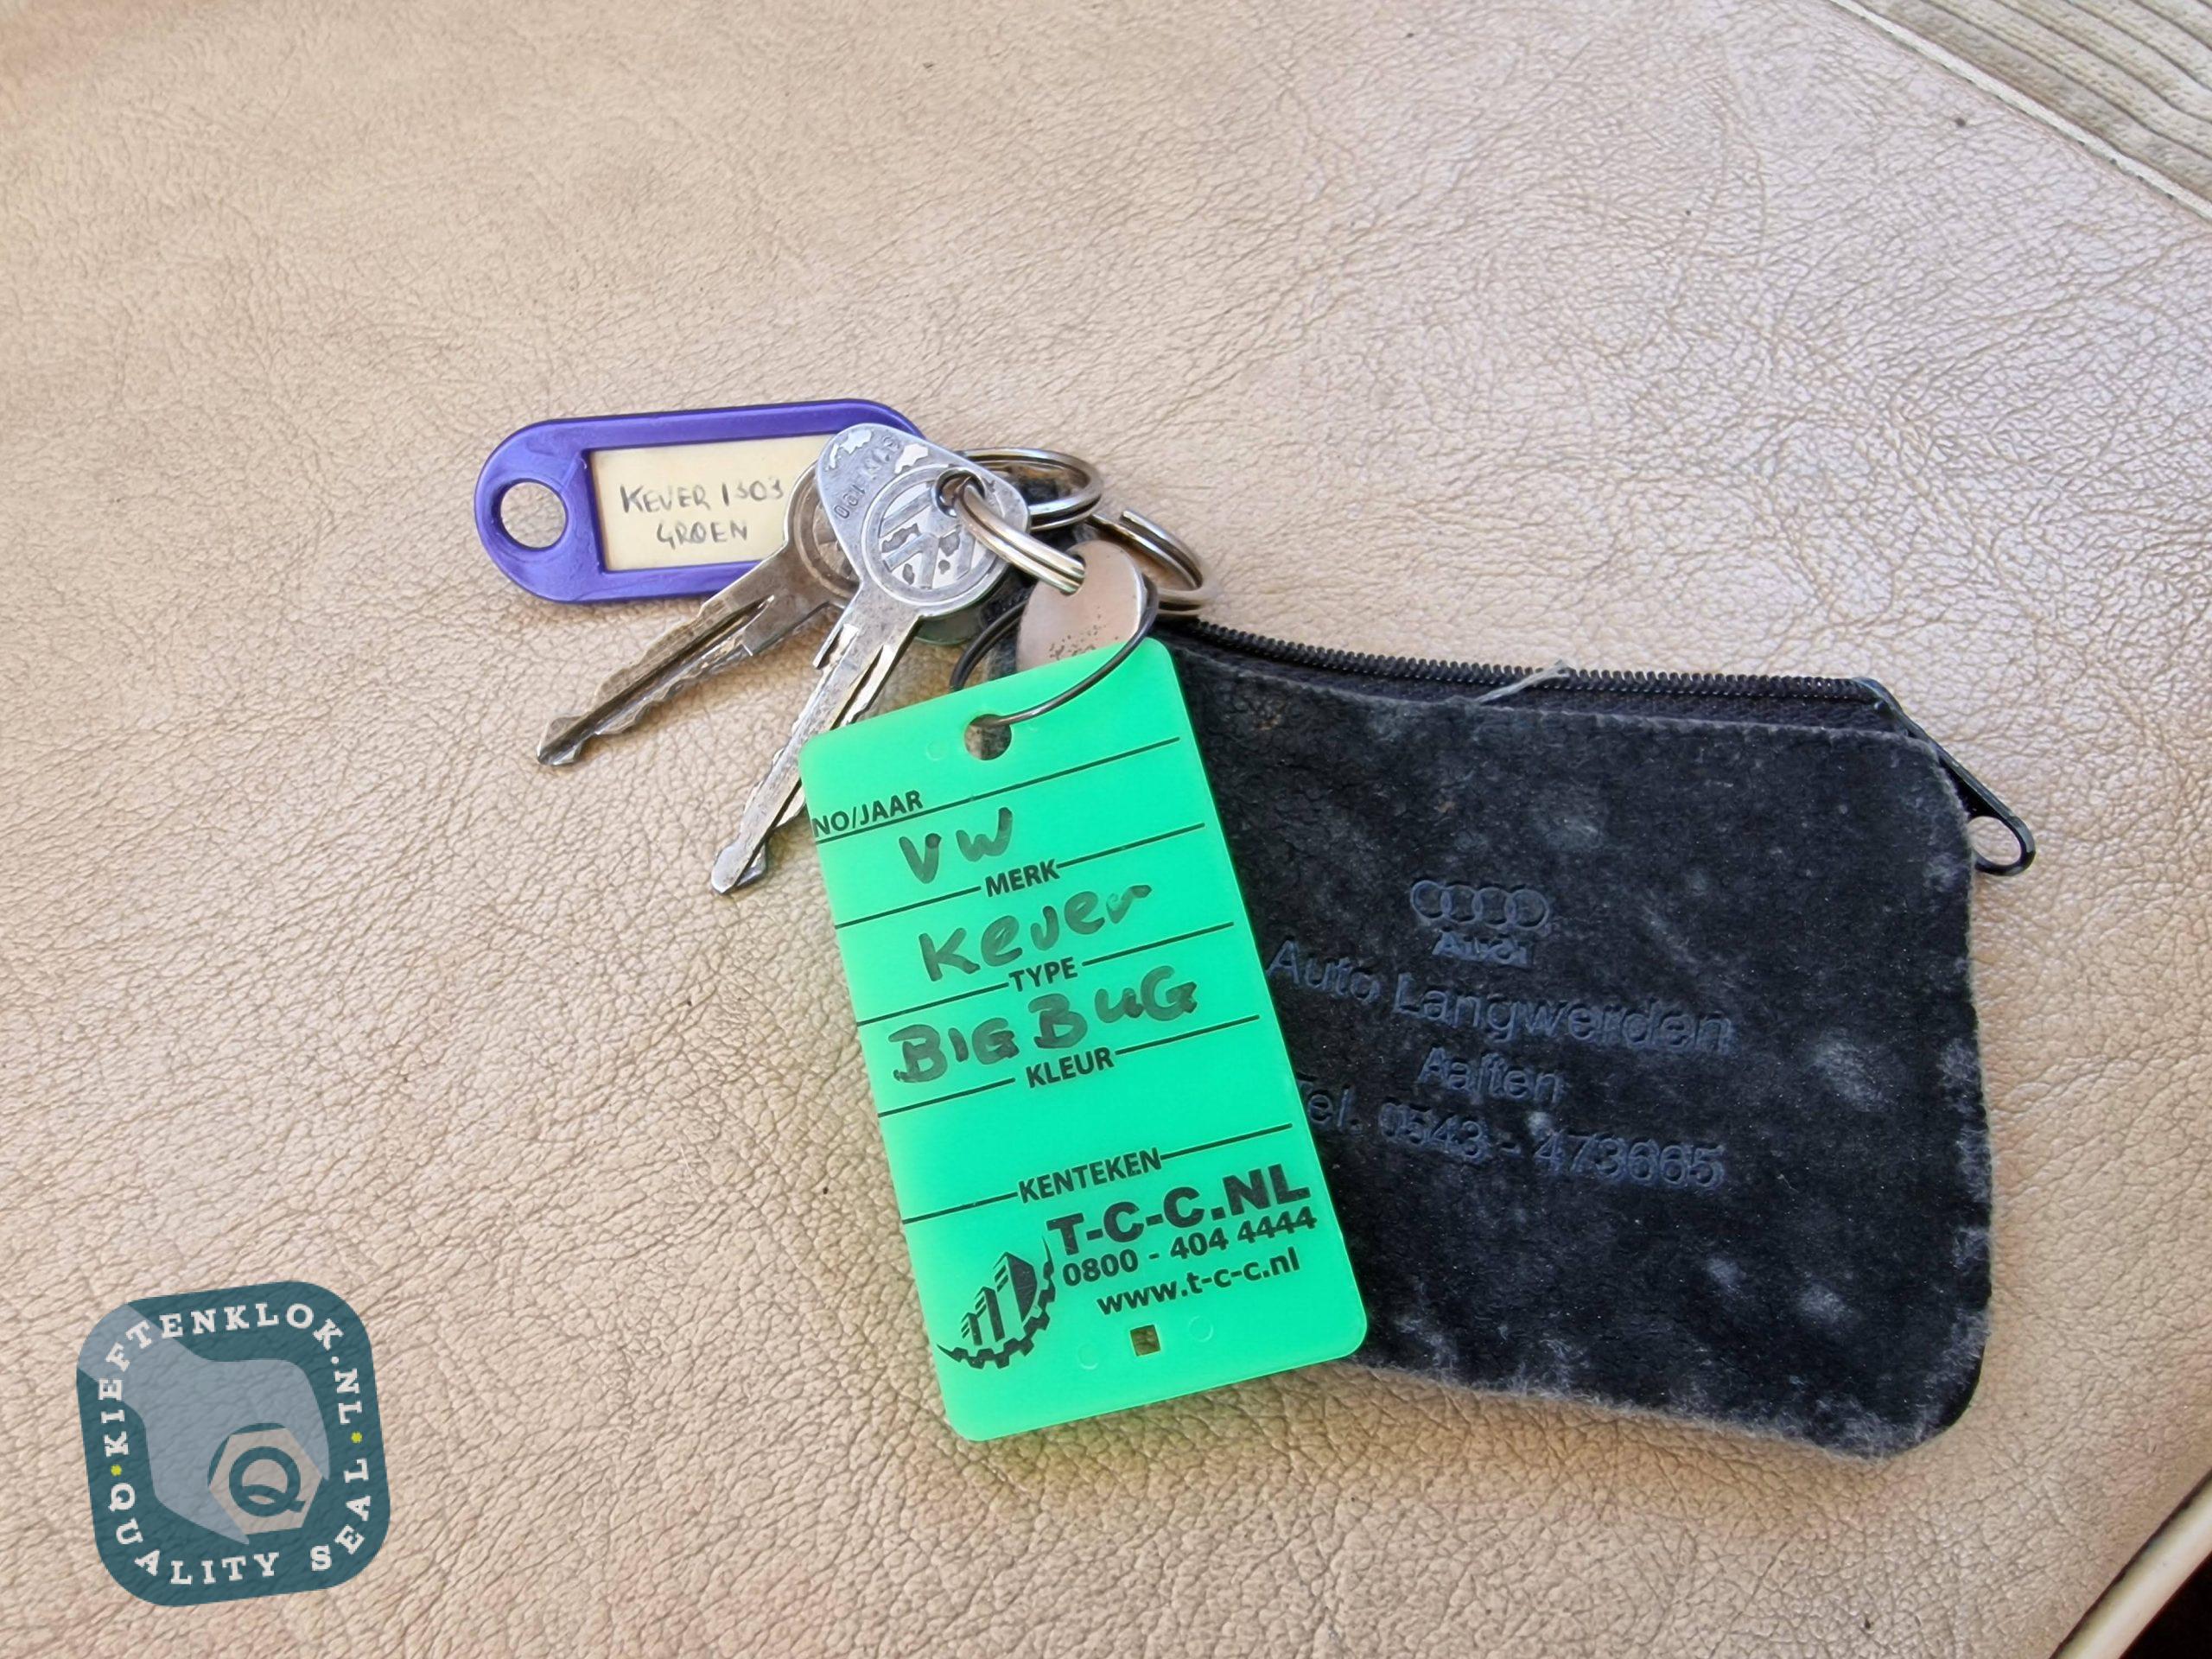 KEVER 1303
GROEN
NO/JAAR
VW
MERK
Kever
TYPE
BIG BUG
KLEUR
KENTEKEN
T-C-C.NL
0800 - 404 4444
www.t-c-c.nl
Audi
Auto Langwerden
Aalten
Tel. 0543 - 473665
KIEFTENKLOK.NL
QUALITY SEAL
Q